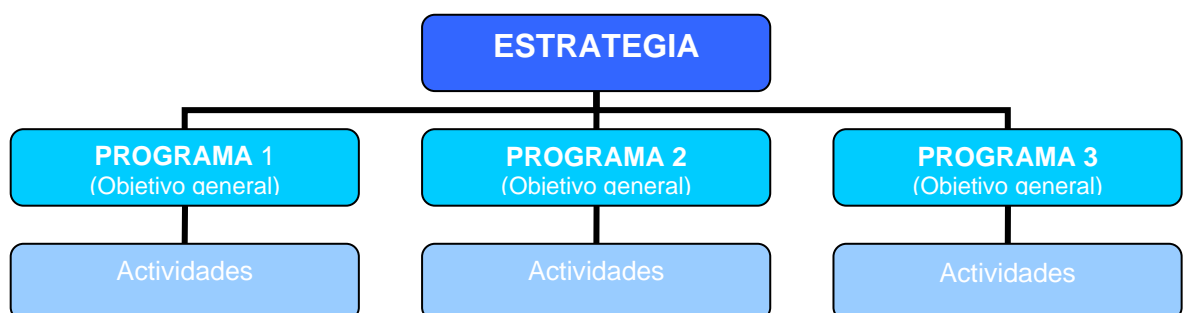 ESTRATEGIA
PROGRAMA 1
(Objetivo general)
PROGRAMA 2
(Objetivo general)
PROGRAMA 3
(Objetivo general)
Actividades
Actividades
Actividades